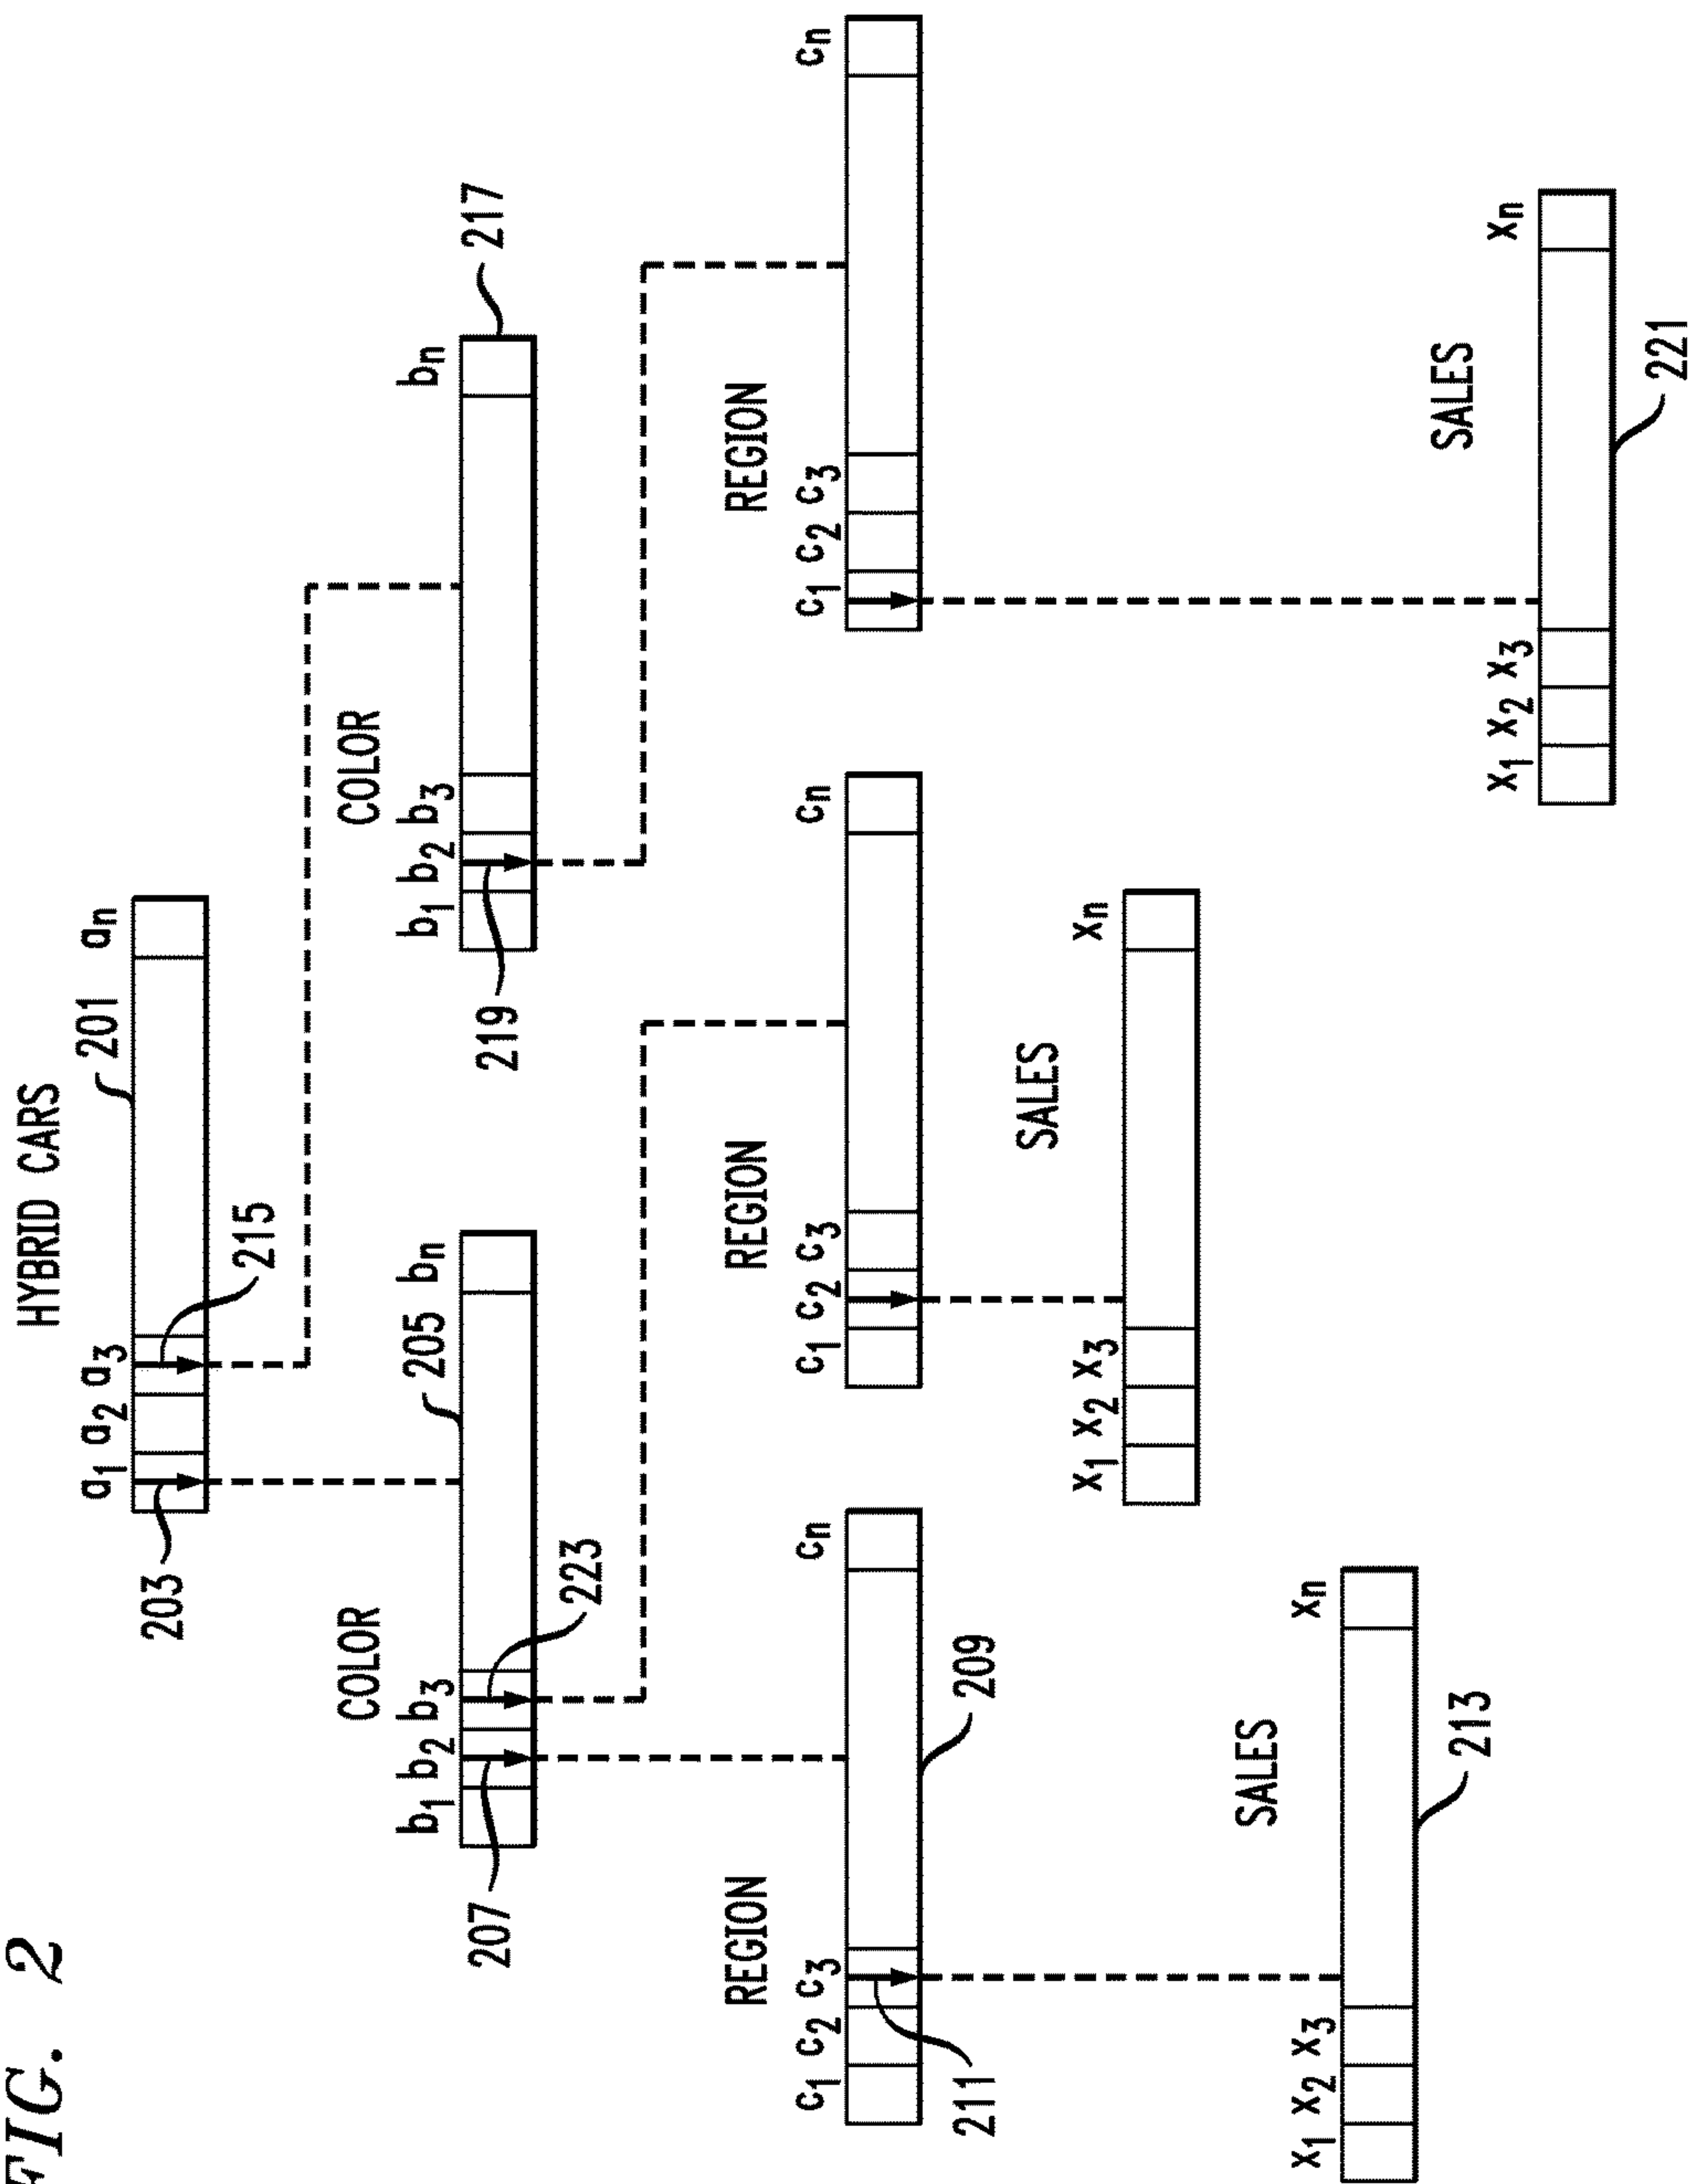 FIG. 2
HYBRID CARS
201
a1 a2 a3 an
203
215
COLOR
205
b1 b2 b3 bn
207
223
COLOR
b1 b2 b3 bn
217
219
REGION
c1 c2 c3 cn
209
211
REGION
c1 c2 c3 cn
REGION
c1 c2 c3 cn
SALES
x1 x2 x3 xn
213
SALES
x1 x2 x3 xn
SALES
x1 x2 x3 xn
221